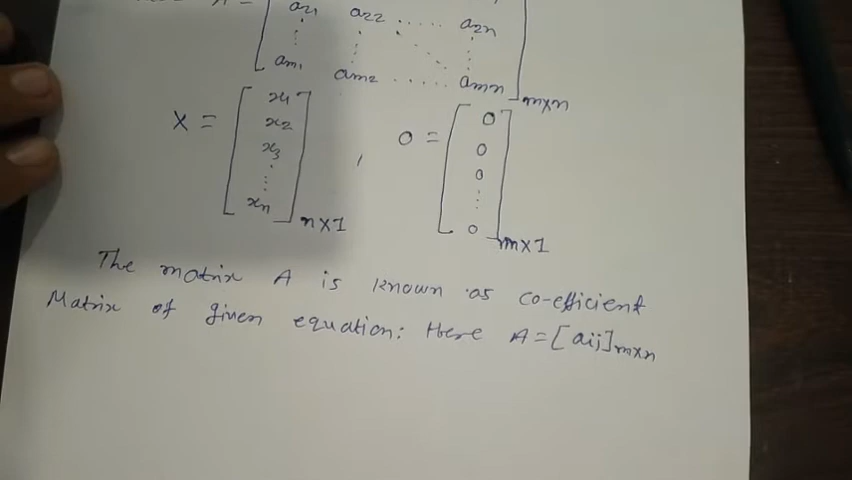 A = [ a21 a22 ..... a2n
am1 am2 ..... amn ]m×n
X = [ x1 x2 x3 ⋮ xn ]n×1 , 0 = [ 0 0 0 ⋮ 0 ]m×1
The matrix A is known as co-efficient
Matrix of given equation: Here A = [aij]m×n